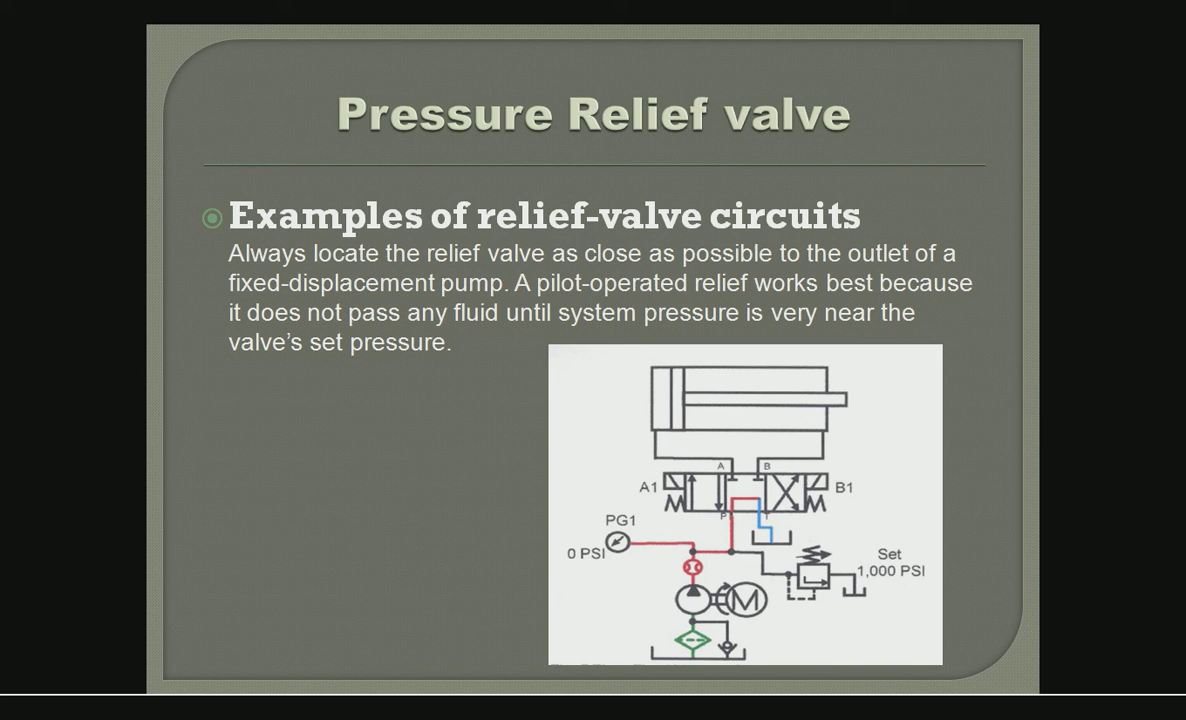 Pressure Relief valve
Examples of relief-valve circuits
Always locate the relief valve as close as possible to the outlet of a
fixed-displacement pump. A pilot-operated relief works best because
it does not pass any fluid until system pressure is very near the
valve's set pressure.
A B
A1 B1
P T
PG1
0 PSI
Set
1,000 PSI
M